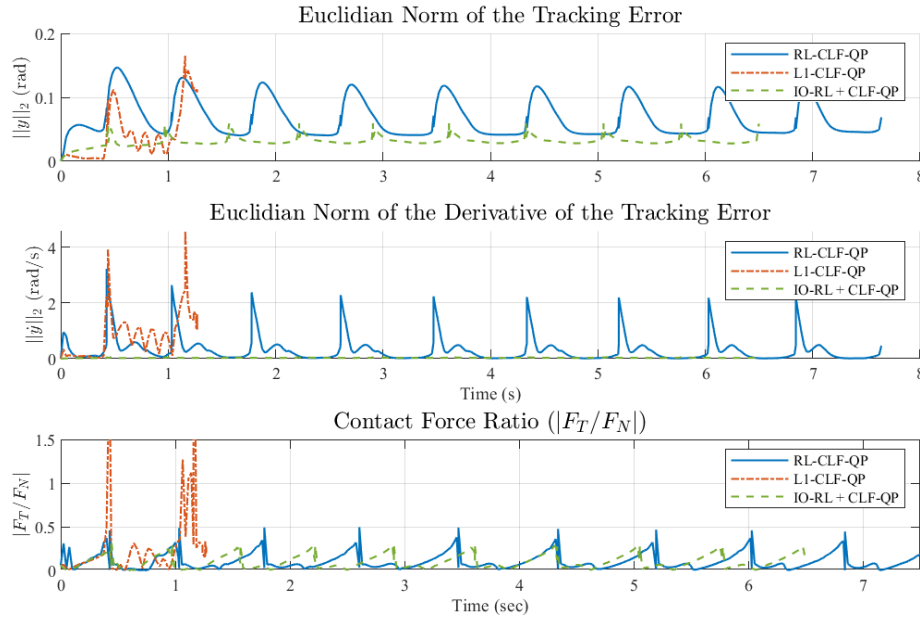 Euclidian Norm of the Tracking Error
0.2
0.1
0
||y||₂ (rad)
RL-CLF-QP
L1-CLF-QP
IO-RL + CLF-QP
0 1 2 3 4 5 6 7 8
Euclidian Norm of the Derivative of the Tracking Error
4
2
0
||ẏ||₂ (rad/s)
RL-CLF-QP
L1-CLF-QP
IO-RL + CLF-QP
0 1 2 3 4 5 6 7 8
Time (s)
Contact Force Ratio (|F_T/F_N|)
1.5
1.0
0.5
0
|F_T/F_N|
RL-CLF-QP
L1-CLF-QP
IO-RL + CLF-QP
0 1 2 3 4 5 6 7
Time (sec)